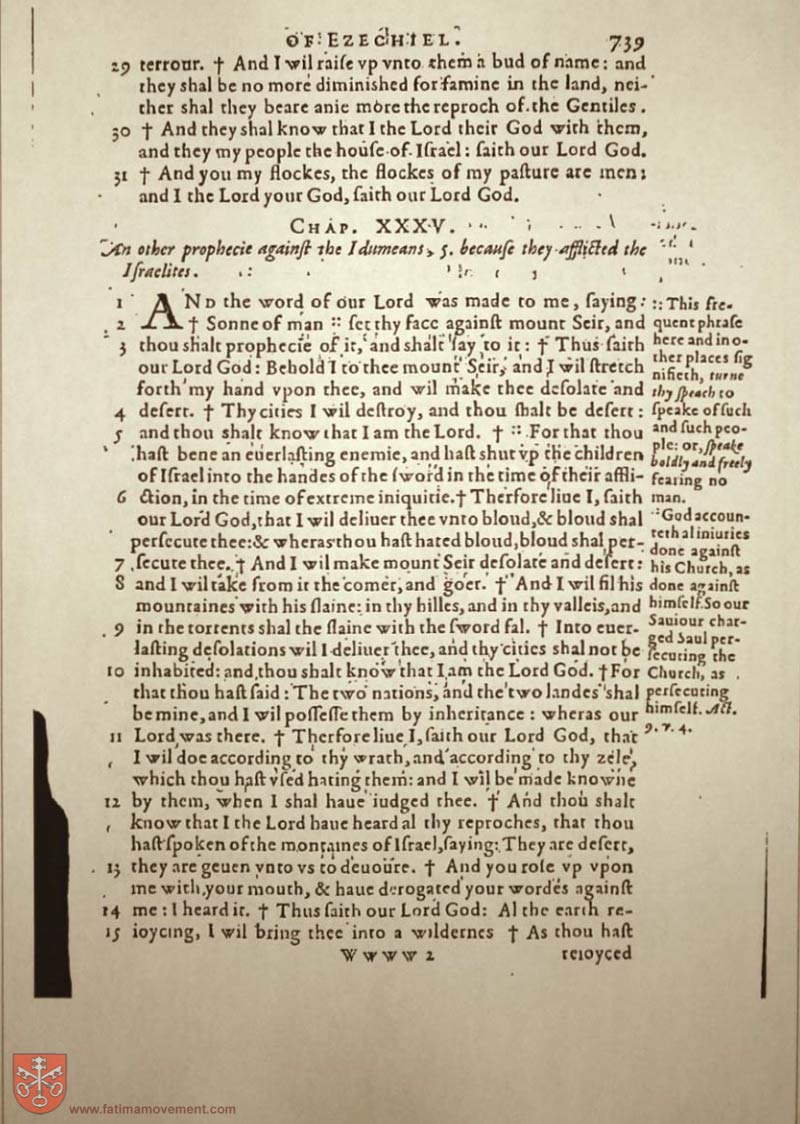 OF EZECHIEL. 739
29 terrour. † And I wil raiſe vp vnto them a bud of name: and
they shal be no more diminished for famine in the land, nei-
ther shal they beare anie more the reproch of the Gentiles.
30 † And they shal know that I the Lord their God with them,
and they my people the houſe of Iſrael: ſaith our Lord God.
31 † And you my flockes, the flockes of my paſture are men:
and I the Lord your God, ſaith our Lord God.
CHAP. XXXV.
An other prophecie againſt the Idumeans, 5. becauſe they afflicted the
Iſraelites.
1 AND the word of our Lord was made to me, ſaying:
2 † Sonne of man :: ſet thy face againſt mount Seir, and
3 thou shalt prophecie of it, and shalt ſay to it: † Thus ſaith
our Lord God: Behold I to thee mount Seir, and I wil ſtretch
forth my hand vpon thee, and wil make thee deſolate and
4 deſert. † Thy cities I wil deſtroy, and thou shalt be deſert:
5 and thou shalt know that I am the Lord. † :: For that thou
haſt bene an euerlaſting enemie, and haſt shut vp the children
of Iſrael into the handes of the ſword in the time of their affli-
6 ction, in the time of extreme iniquitie. † Therfore liue I, ſaith
our Lord God, that I wil deliuer thee vnto bloud, & bloud shal
perſecute thee: & wheras thou haſt hated bloud, bloud shal per-
7 ſecute thee. † And I wil make mount Seir deſolate and deſert:
8 and I wil take from it the comer, and goer. † And I wil fil his
mountaines with his ſlaine: in thy hilles, and in thy valleis, and
9 in the torrents shal the ſlaine with the ſword fal. † Into euer-
laſting deſolations wil I deliuer thee, and thy cities shal not be
10 inhabited: and thou shalt know that I am the Lord God. † For
that thou haſt ſaid: The two nations, and the two landes shal
be mine, and I wil poſſeſſe them by inheritance: wheras our
11 Lord was there. † Therfore liue I, ſaith our Lord God, that
I wil doe according to thy wrath, and according to thy zele,
which thou haſt vſed hating them: and I wil be made knowne
12 by them, when I shal haue iudged thee. † And thou shalt
know that I the Lord haue heard al thy reproches, that thou
haſt ſpoken of the montaines of Iſrael, ſaying: They are deſert,
13 they are geuen vnto vs to deuoure. † And you roſe vp vpon
me with your mouth, & haue derogated your wordes againſt
14 me: I heard it. † Thus ſaith our Lord God: Al the earth re-
15 ioycing, I wil bring thee into a wildernes † As thou haſt
Wwww 2 reioyced
:: This fre-
quent phraſe
here and in o-
ther places ſig
nifieth, turne
thy ſpeach to
ſpeake of ſuch
and ſuch peo-
ple: or, ſpeake
boldly and freely
fearing no
man.
:: God accoun-
teth al iniuries
done againſt
his Church, as
done againſt
himſelf. So our
Sauiour char-
ged Saul per-
ſecuting the
Church, as
perſecuting
himſelf. Act.
9. v. 4.
www.fatimamovement.com